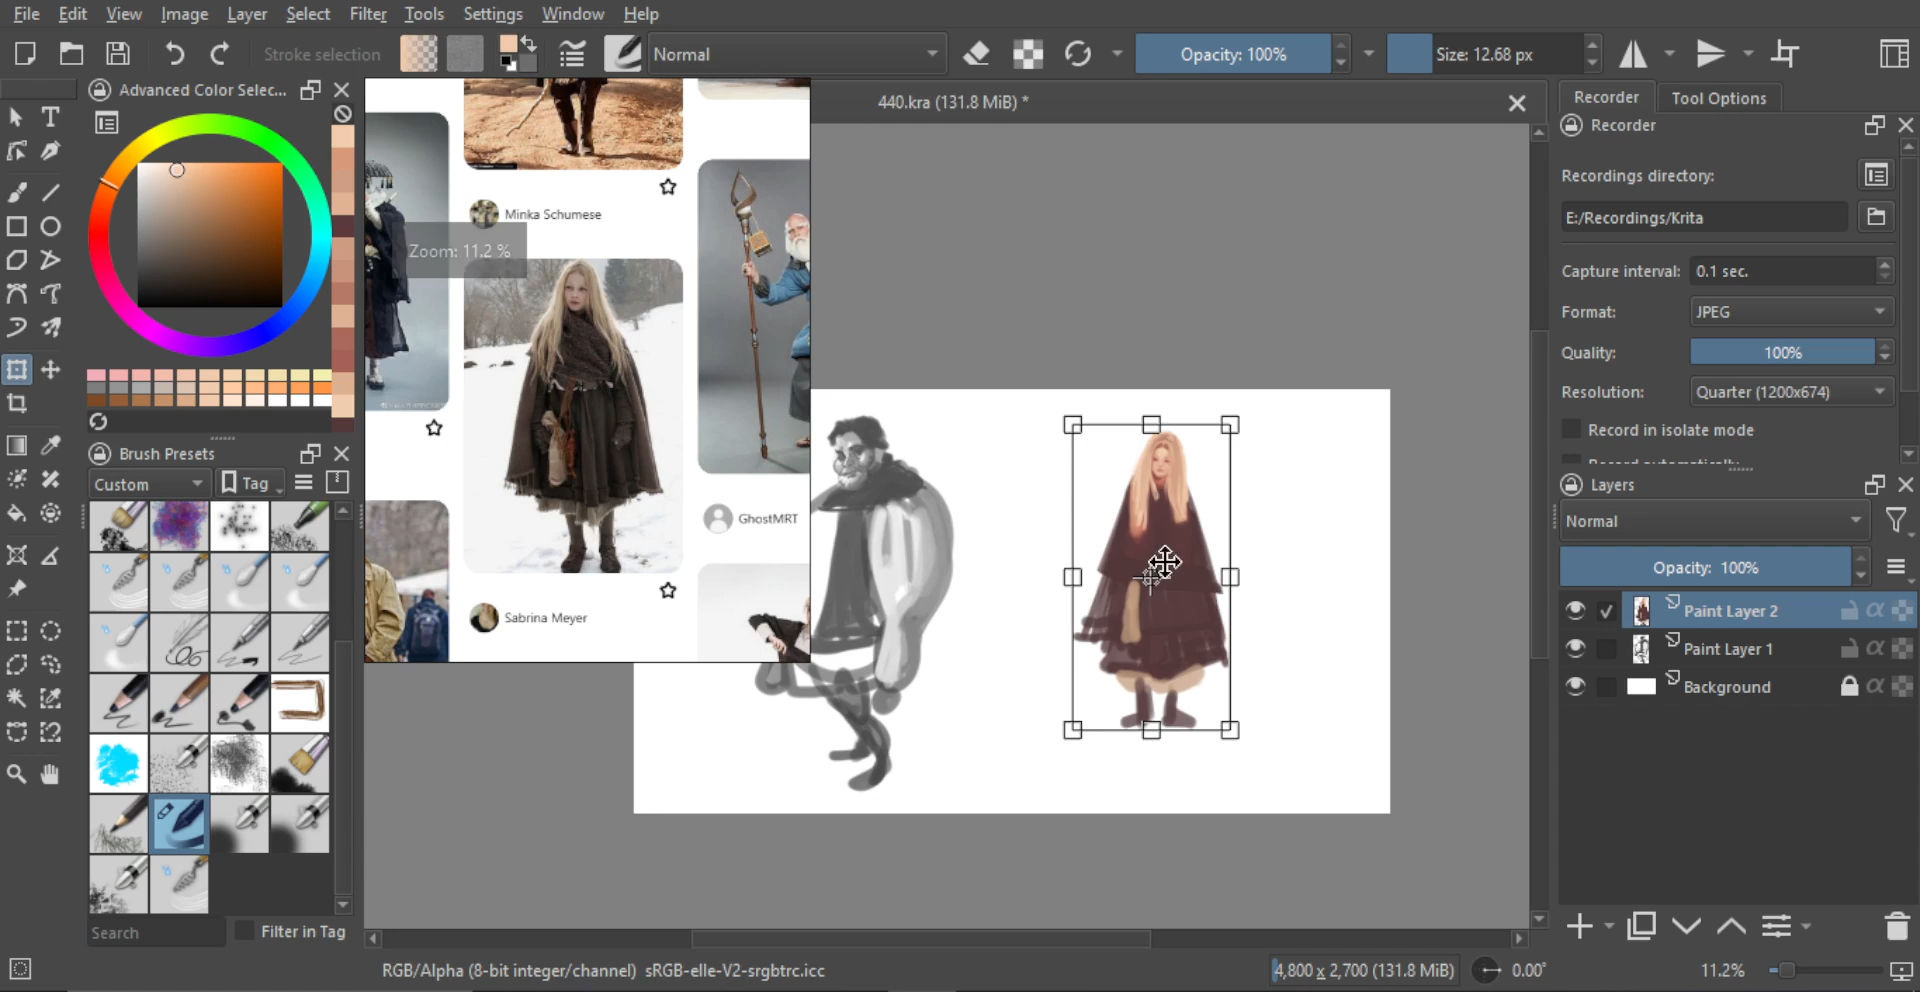 File Edit View Image Layer Select Filter Tools Settings Window Help
Stroke selection
Normal
Opacity: 100%
Size: 12.68 px
Advanced Color Selec...
Minka Schumese
Zoom: 11.2 %
GhostMRT
Sabrina Meyer
440.kra (131.8 MiB) *
Recorder Tool Options
Recorder
Recordings directory:
E:/Recordings/Krita
Capture interval: 0.1 sec.
Format: JPEG
Quality: 100%
Resolution: Quarter (1200x674)
Record in isolate mode
Record automatically
Brush Presets
Custom Tag
Search Filter in Tag
Layers
Normal
Opacity: 100%
Paint Layer 2
Paint Layer 1
Background
RGB/Alpha (8-bit integer/channel) sRGB-elle-V2-srgbtrc.icc
4,800 x 2,700 (131.8 MiB)
0.00°
11.2%